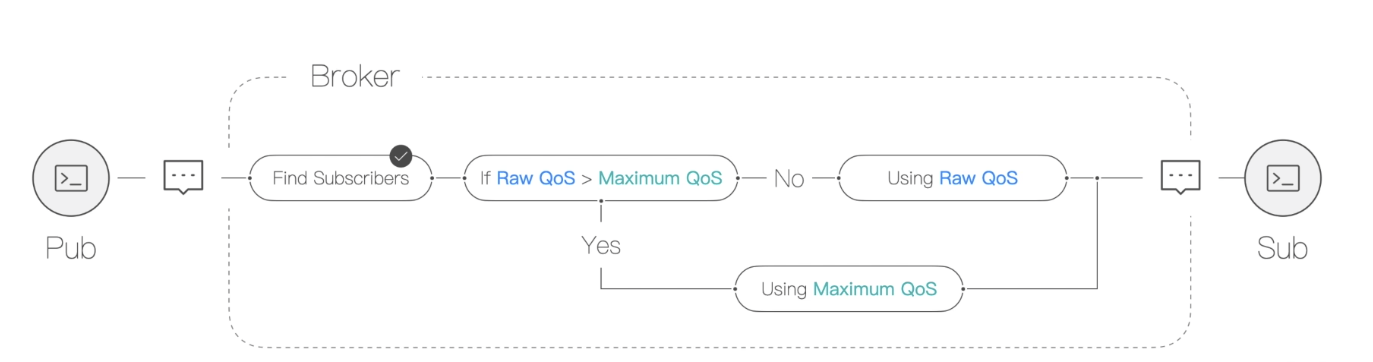 Broker
Find Subscribers
If Raw QoS > Maximum QoS
No
Using Raw QoS
Pub
Yes
Sub
Using Maximum QoS